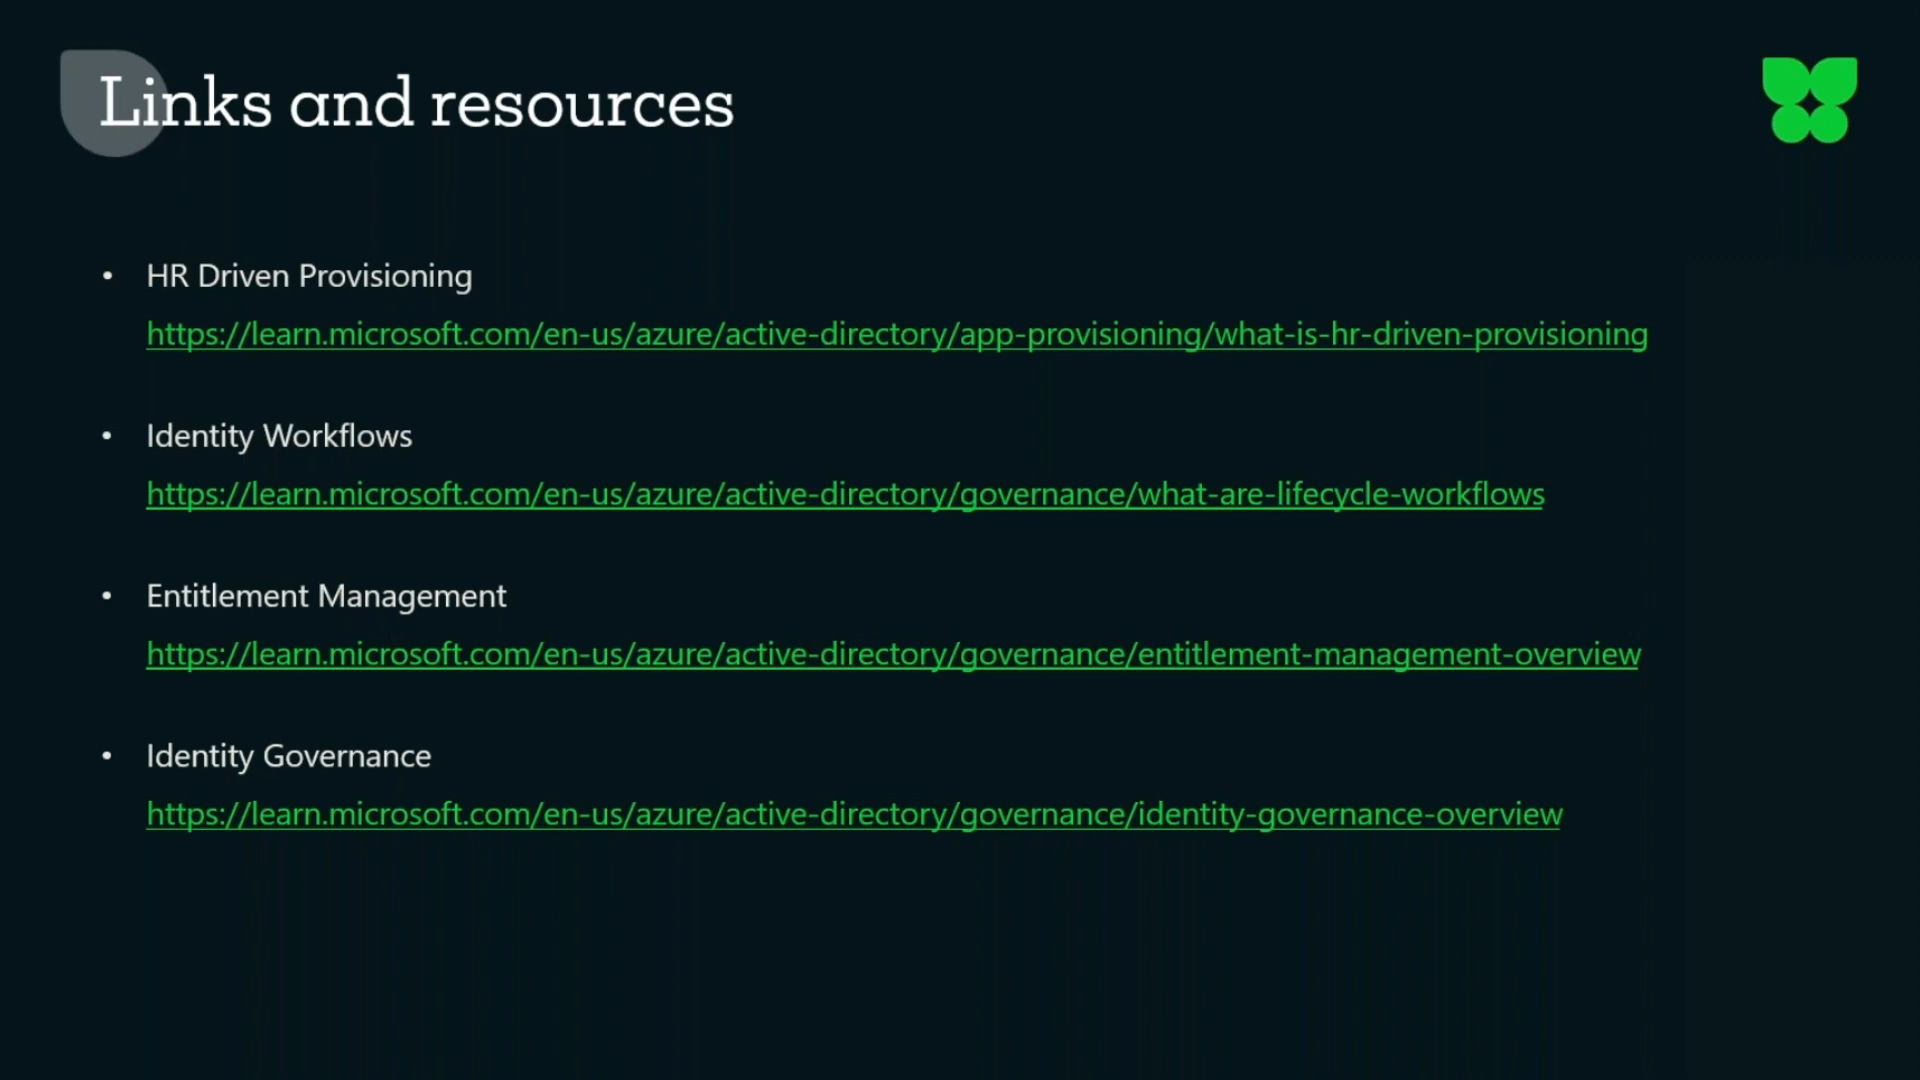 Links and resources
• HR Driven Provisioning
https://learn.microsoft.com/en-us/azure/active-directory/app-provisioning/what-is-hr-driven-provisioning
• Identity Workflows
https://learn.microsoft.com/en-us/azure/active-directory/governance/what-are-lifecycle-workflows
• Entitlement Management
https://learn.microsoft.com/en-us/azure/active-directory/governance/entitlement-management-overview
• Identity Governance
https://learn.microsoft.com/en-us/azure/active-directory/governance/identity-governance-overview